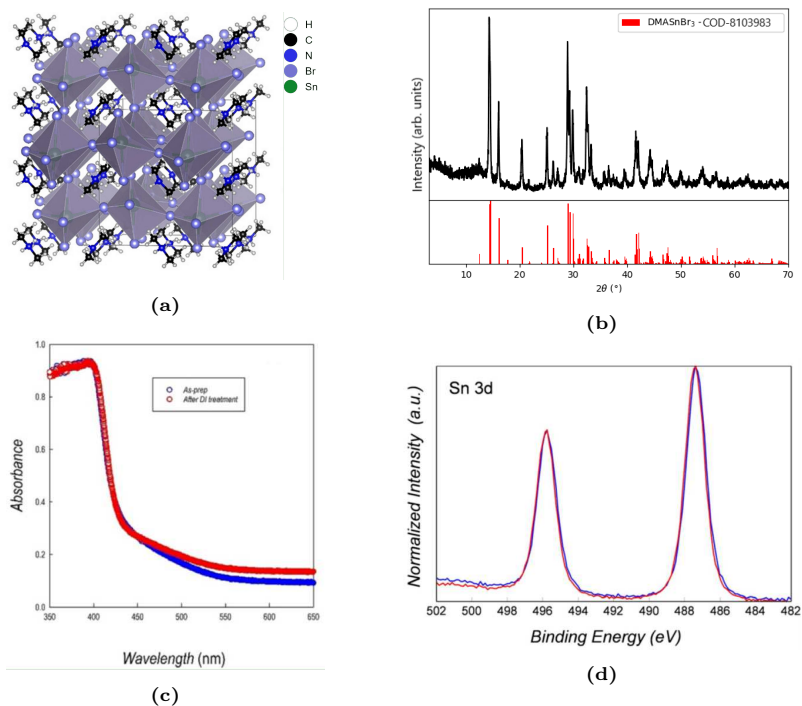 H
C
N
Br
Sn
(a)
DMASnBr3 -COD-8103983
Intensity (arb. units)
10 20 30 40 50 60 70
2θ (°)
(b)
1.0
0.8
0.6
0.4
0.2
0.0
As-prep
After DI treatment
Absorbance
350 400 450 500 550 600 650
Wavelength (nm)
(c)
Sn 3d
Normalized Intensity (a.u.)
502 500 498 496 494 492 490 488 486 484 482
Binding Energy (eV)
(d)